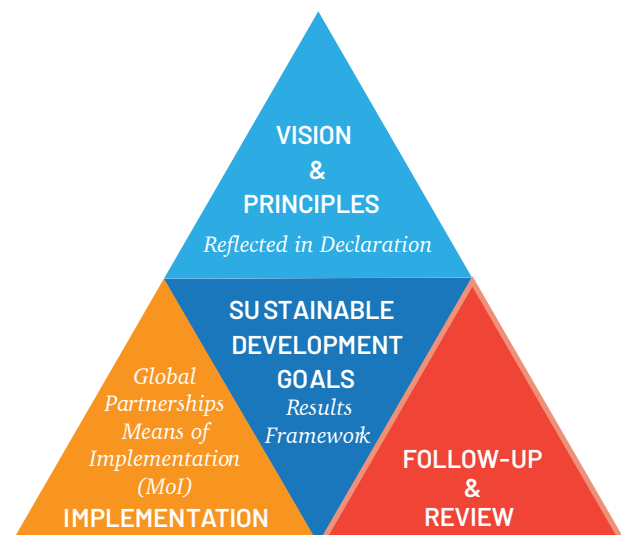 VISION
&
PRINCIPLES
Reflected in Declaration
SUSTAINABLE
DEVELOPMENT
GOALS
Results
Framework
Global
Partnerships
Means of
Implementation
(MoI)
IMPLEMENTATION
FOLLOW-UP
&
REVIEW